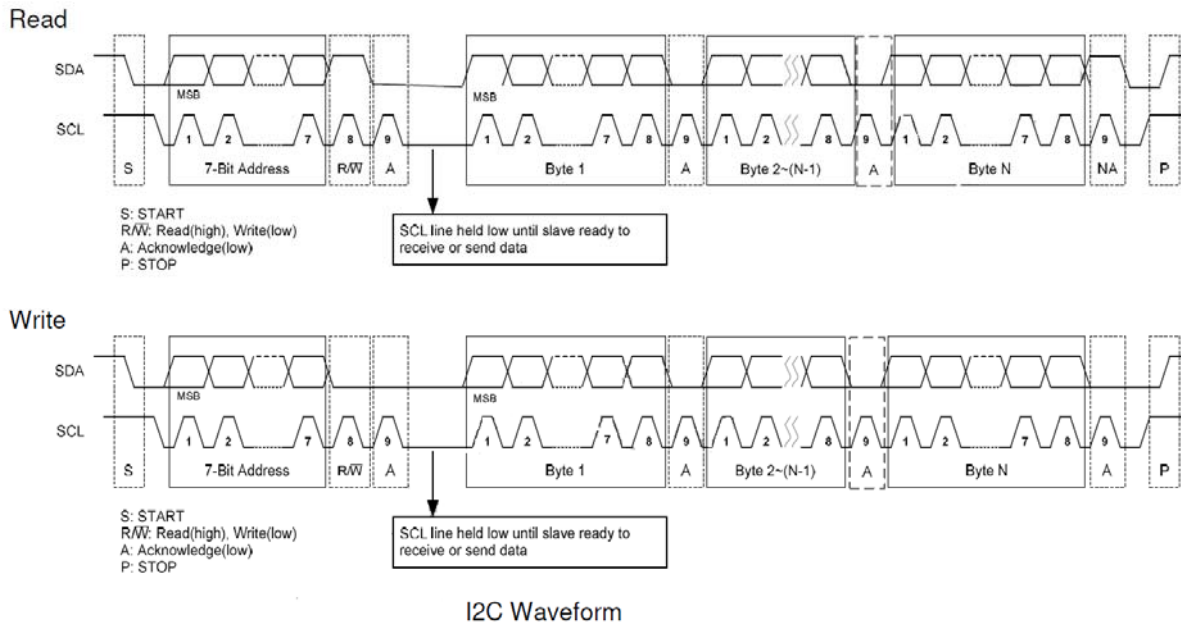 Read
SDA
MSB
MSB
SCL
1 2 7 8 9 1 2 7 8 9 1 2 8 9 1 2 7 8 9
S 7-Bit Address R/W̅ A Byte 1 A Byte 2~(N-1) A Byte N NA P
S: START
R/W̅: Read(high), Write(low)
A: Acknowledge(low)
P: STOP
SCL line held low until slave ready to
receive or send data
Write
SDA
MSB
MSB
SCL
1 2 7 8 9 1 2 7 8 9 1 2 8 9 1 2 7 8 9
S 7-Bit Address R/W̅ A Byte 1 A Byte 2~(N-1) A Byte N A P
S: START
R/W̅: Read(high), Write(low)
A: Acknowledge(low)
P: STOP
SCL line held low until slave ready to
receive or send data
I2C Waveform